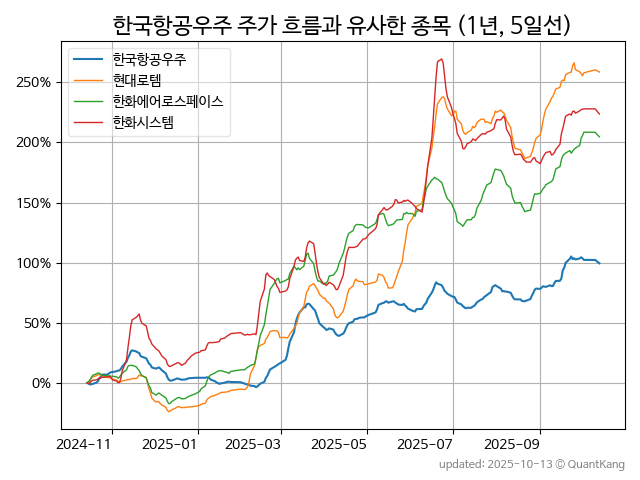 한국항공우주 주가 흐름과 유사한 종목 (1년, 5일선)
한국항공우주
현대로템
한화에어로스페이스
한화시스템
250%
200%
150%
100%
50%
0%
2024-11 2025-01 2025-03 2025-05 2025-07 2025-09
updated: 2025-10-13 © QuantKang